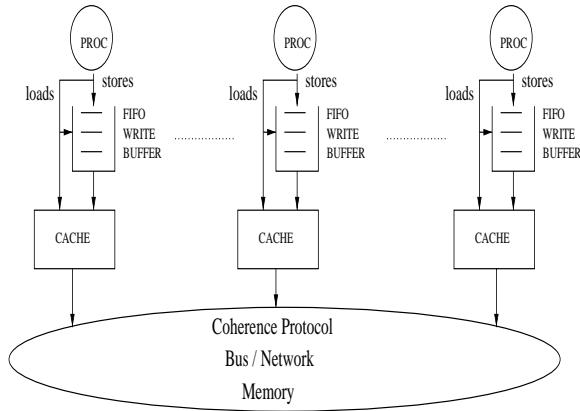 PROC PROC PROC
stores stores stores
loads loads loads
FIFO FIFO FIFO
WRITE WRITE WRITE
BUFFER BUFFER BUFFER
CACHE CACHE CACHE
Coherence Protocol
Bus / Network
Memory